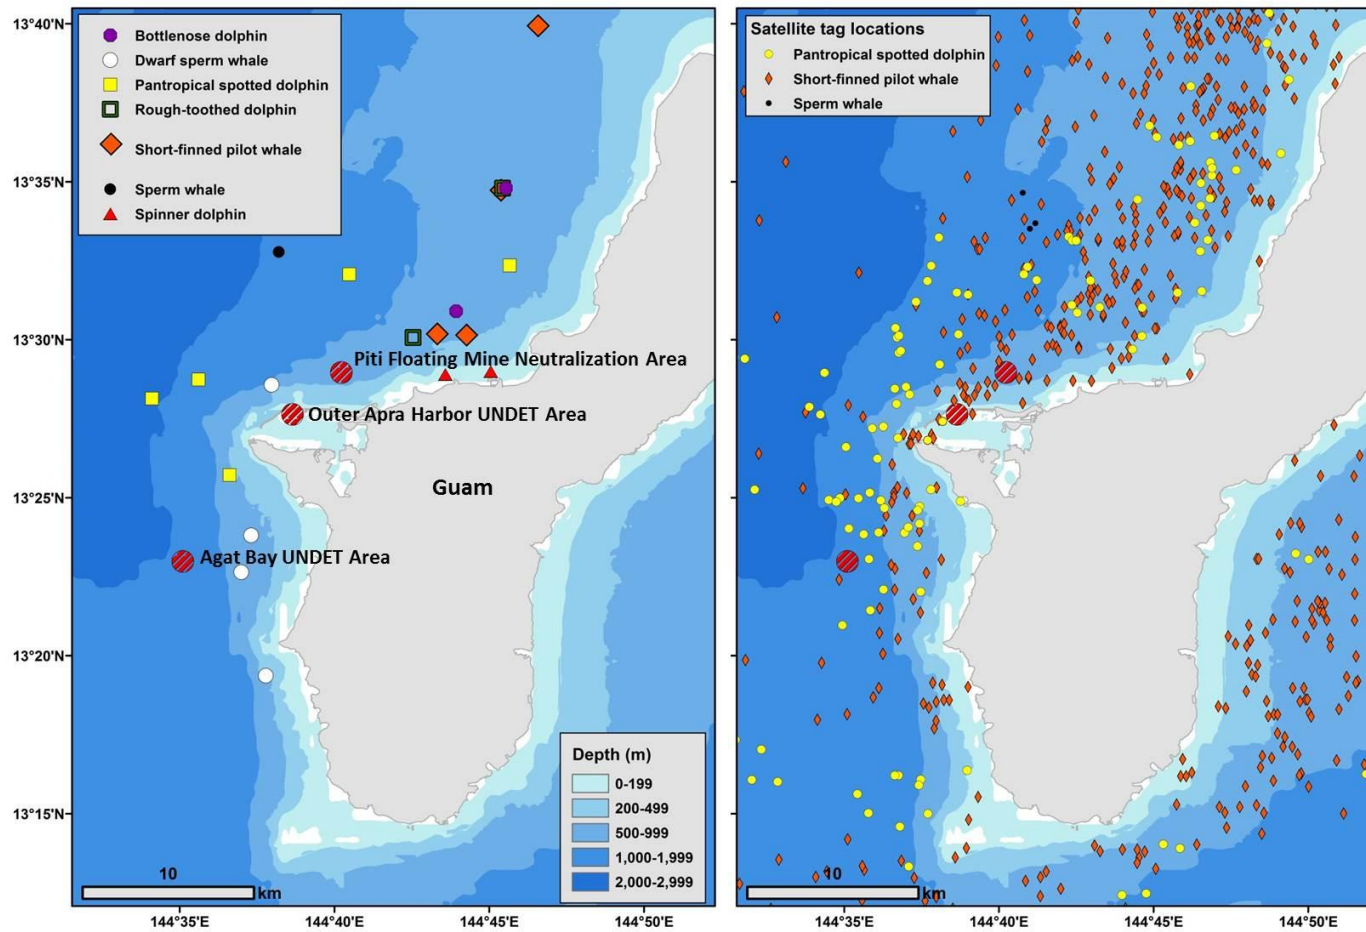 13°40'N
13°35'N
13°30'N
13°25'N
13°20'N
13°15'N
Bottlenose dolphin
Dwarf sperm whale
Pantropical spotted dolphin
Rough-toothed dolphin
Short-finned pilot whale
Sperm whale
Spinner dolphin
Piti Floating Mine Neutralization Area
Outer Apra Harbor UNDET Area
Guam
Agat Bay UNDET Area
Depth (m)
0-199
200-499
500-999
1,000-1,999
2,000-2,999
10
km
144°35'E
144°40'E
144°45'E
144°50'E
Satellite tag locations
Pantropical spotted dolphin
Short-finned pilot whale
Sperm whale
10
km
144°35'E
144°40'E
144°45'E
144°50'E